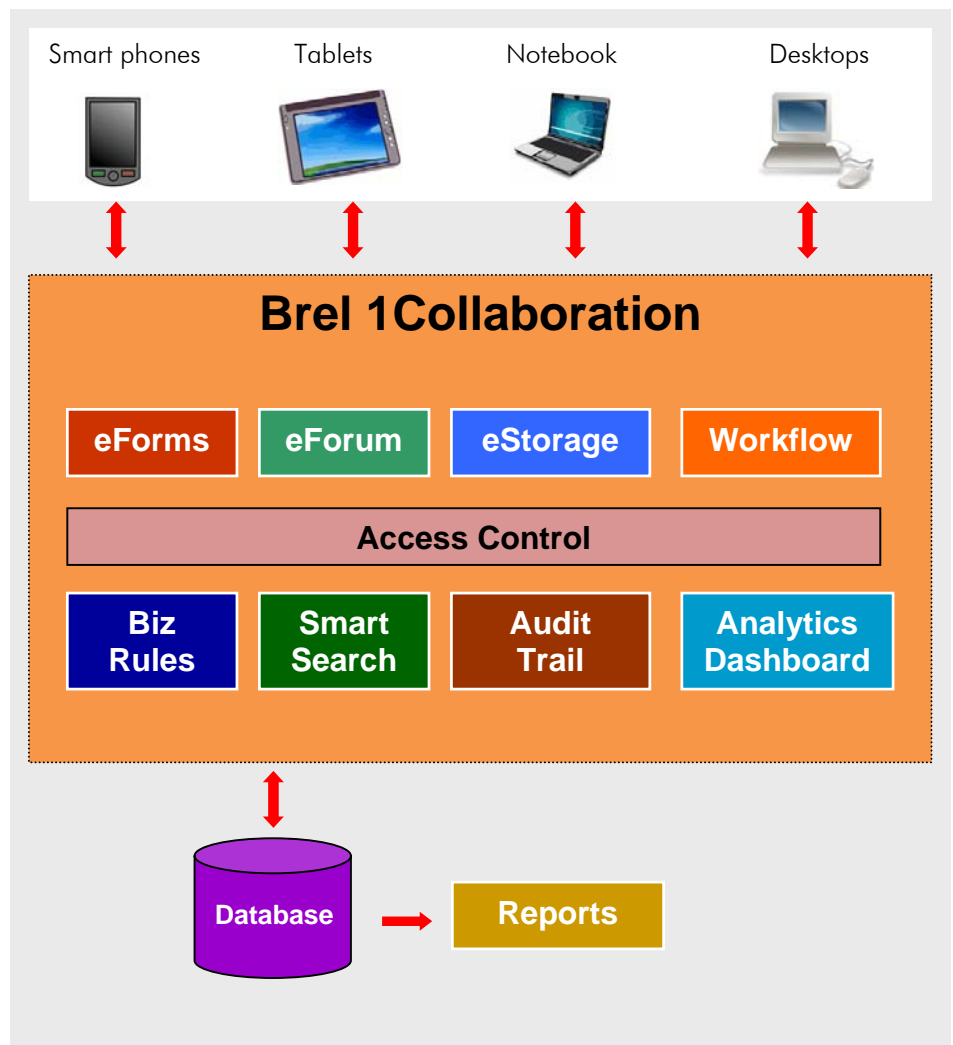 Smart phones
Tablets
Notebook
Desktops
Brel 1Collaboration
eForms
eForum
eStorage
Workflow
Access Control
Biz
Rules
Smart
Search
Audit
Trail
Analytics
Dashboard
Database
Reports